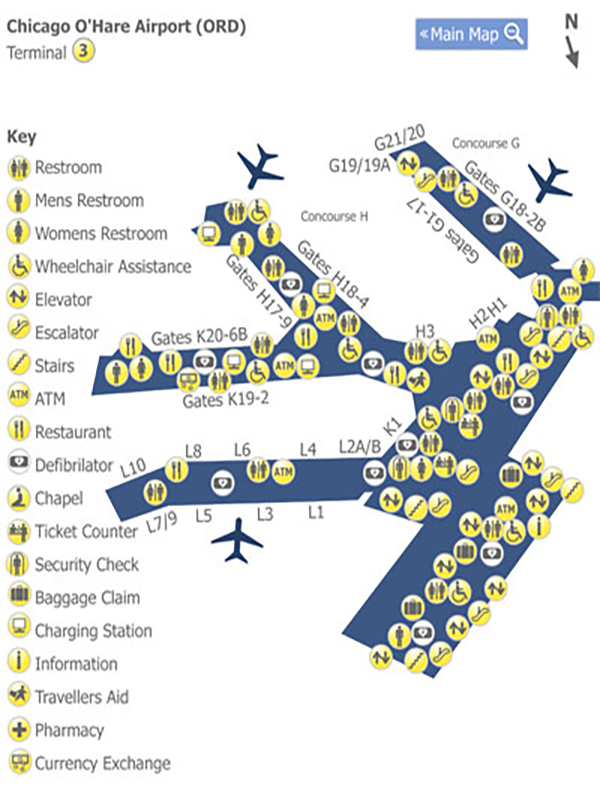 Chicago O'Hare Airport (ORD)
Terminal 3
«Main Map
N
Key
Restroom
Mens Restroom
Womens Restroom
Wheelchair Assistance
Elevator
Escalator
Stairs
ATM ATM
Restaurant
Defibrilator
Chapel
Ticket Counter
Security Check
Baggage Claim
Charging Station
i Information
Travellers Aid
Pharmacy
Currency Exchange
G21/20
Concourse G
G19/19A
Gates G18-2B
Gates G1-17
ATM
Concourse H
Gates H18-4
Gates H17-9
ATM
H2H1
H3
ATM
Gates K20-6B
ATM
Gates K19-2
K1
L2A/B
L4
L6
L8
L10
ATM
L7/9
L5
L3
L1
ATM
i